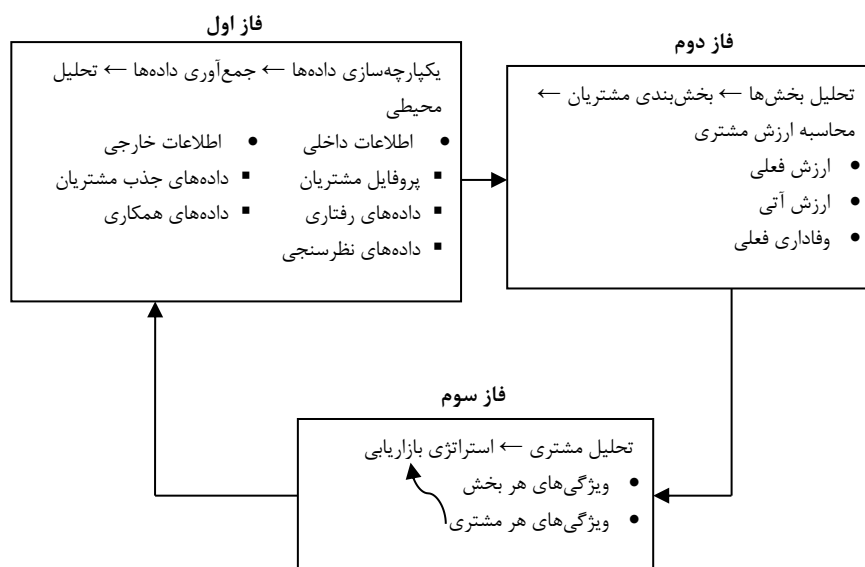 فاز اول
یکپارچه‌سازی داده‌ها ← جمع‌آوری داده‌ها ← تحلیل
محیطی
• اطلاعات داخلی • اطلاعات خارجی
▪ پروفایل مشتریان ▪ داده‌های جذب مشتریان
▪ داده‌های رفتاری ▪ داده‌های همکاری
▪ داده‌های نظرسنجی
فاز دوم
تحلیل بخش‌ها ← بخش‌بندی مشتریان ←
محاسبه ارزش مشتری
• ارزش فعلی
• ارزش آتی
• وفاداری فعلی
فاز سوم
تحلیل مشتری ← استراتژی بازاریابی
• ویژگی‌های هر بخش
• ویژگی‌های هر مشتری